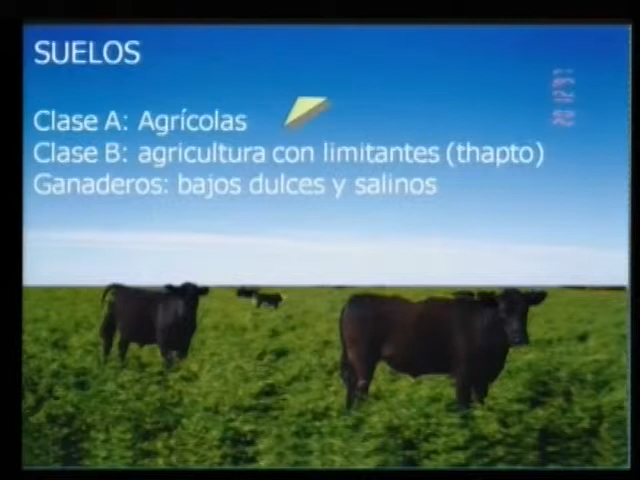 SUELOS
Clase A: Agrícolas
Clase B: agricultura con limitantes (thapto)
Ganaderos: bajos dulces y salinos